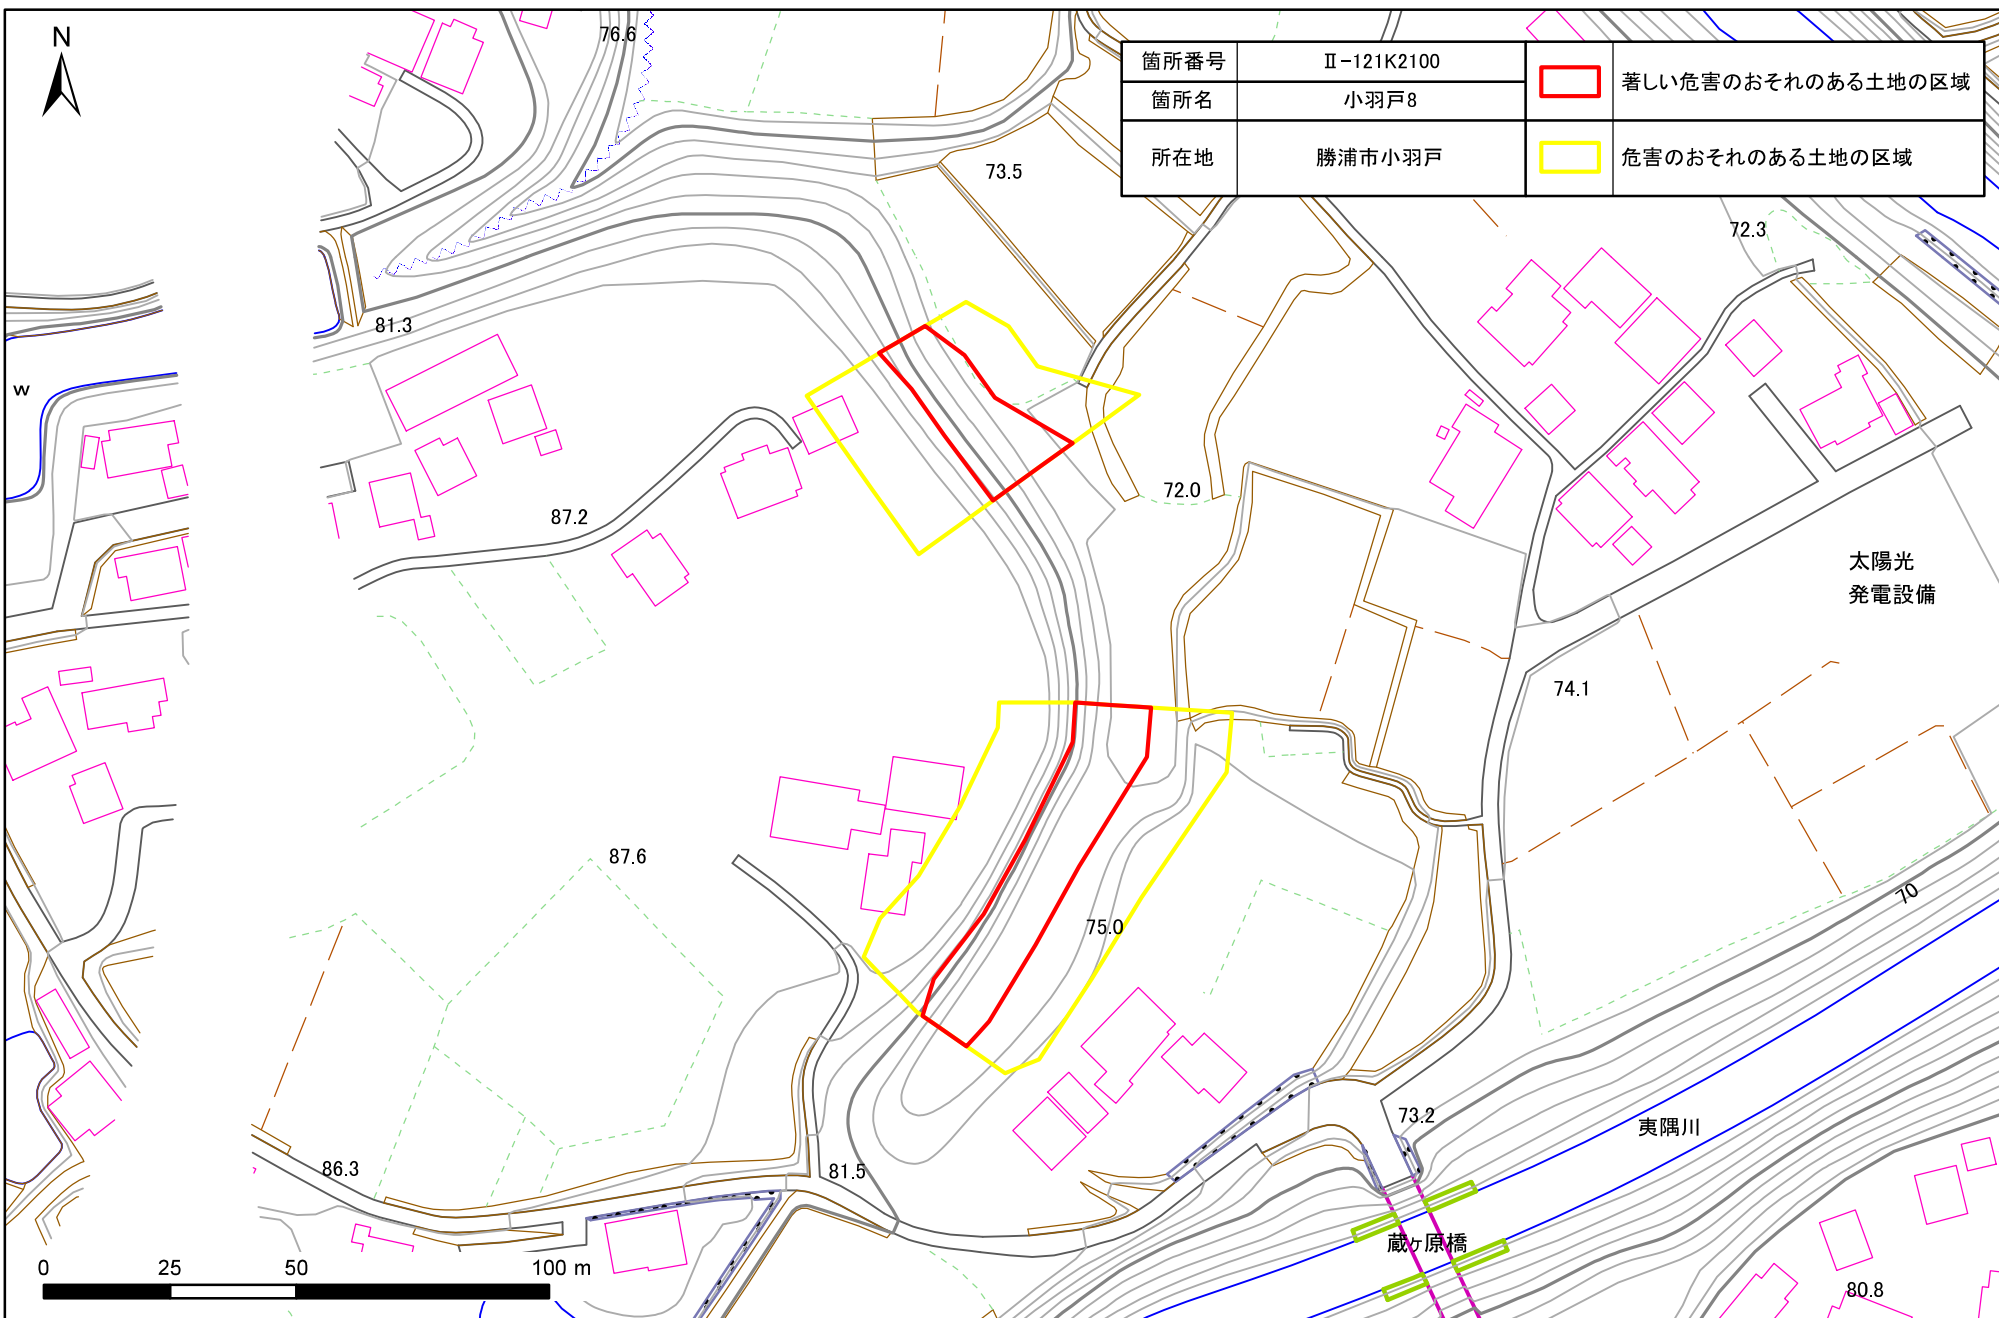 N
76.6
箇所番号 Ⅱ-121K2100
箇所名 小羽戸8
所在地 勝浦市小羽戸
著しい危害のおそれのある土地の区域
危害のおそれのある土地の区域
73.5
72.3
81.3
w
72.0
87.2
太陽光
発電設備
74.1
87.6
70
75.0
73.2
夷隅川
86.3
81.5
蔵ヶ原橋
80.8
0 25 50 100 m